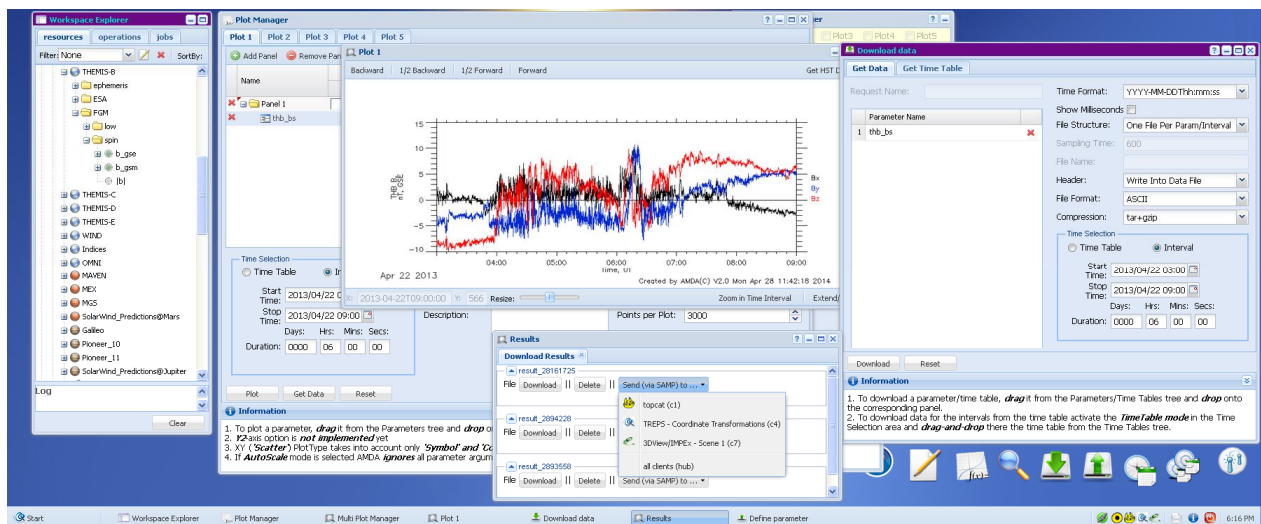 Workspace Explorer
resources operations jobs
Filter: None SortBy:
THEMIS-B
ephemeris
ESA
FGM
low
spin
b_gse
b_gsm
|b|
THEMIS-C
THEMIS-D
THEMIS-E
WIND
Indices
OMNI
MAVEN
MEX
MGS
SolarWind_Predictions@Mars
Galileo
Pioneer_10
Pioneer_11
SolarWind_Predictions@Jupiter
Log
Clear
Plot Manager
Plot 1 Plot 2 Plot 3 Plot 4 Plot 5
Add Panel Remove Pan
Name
Panel 1
thb_bs
Time Selection
Time Table
Start Time: 2013/04/22 0
Stop Time: 2013/04/22 09:00
Days: Hrs: Mins: Secs:
Duration: 0000 06 00 00
Description:
Points per Plot: 3000
Plot Get Data Reset
Information
1. To plot a parameter, drag it from the Parameters tree and drop o
2. Y2-axis option is not implemented yet
3. XY ('Scatter') PlotType takes into account only 'Symbol' and 'Co
4. If AutoScale mode is selected AMDA ignores all parameter argum
Plot 1
Backward 1/2 Backward 1/2 Forward Forward Get HST D
15
10
5
0
-5
-10
nT, GSE
Bx
By
Bz
04:00 05:00 06:00 07:00 08:00 09:00
Time, UT
Apr 22 2013
Created by AMDA(C) V2.0 Mon Apr 28 11:42:18 2014
X: 2013-04-22T09:00:00 Y: 566 Resize: Zoom in Time Interval Extend/
er
Plot3 Plot4 Plot5
Download data
Get Data Get Time Table
Request Name:
Parameter Name
1 thb_bs
Time Format: YYYY-MM-DDThh:mm:ss
Show Milliseconds
File Structure: One File Per Param/Interval
Sampling Time: 600
File Name:
Header: Write Into Data File
File Format: ASCII
Compression: tar+gzip
Time Selection
Time Table Interval
Start Time: 2013/04/22 03:00
Stop Time: 2013/04/22 09:00
Days: Hrs: Mins: Secs:
Duration: 0000 06 00 00
Download Reset
Information
1. To download a parameter/time table, drag it from the Parameters/Time Tables tree and drop onto
the corresponding panel.
2. To download data for the intervals from the time table activate the TimeTable mode in the Time
Selection area and drag-and-drop there the time table from the Time Tables tree.
Results
Download Results
result_28161725
File Download || Delete || Send (via SAMP) to ...
topcat (c1)
TREPS - Coordinate Transformations (c4)
3DView/IMPEx - Scene 1 (c7)
all clients (hub)
result_2894228
File Download || Delete ||
result_2893558
File Download || Delete || Send (via SAMP) to ...
f(x)=
Start Workspace Explorer Plot Manager Multi Plot Manager Plot 1 Download data Results Define parameter 6:16 PM